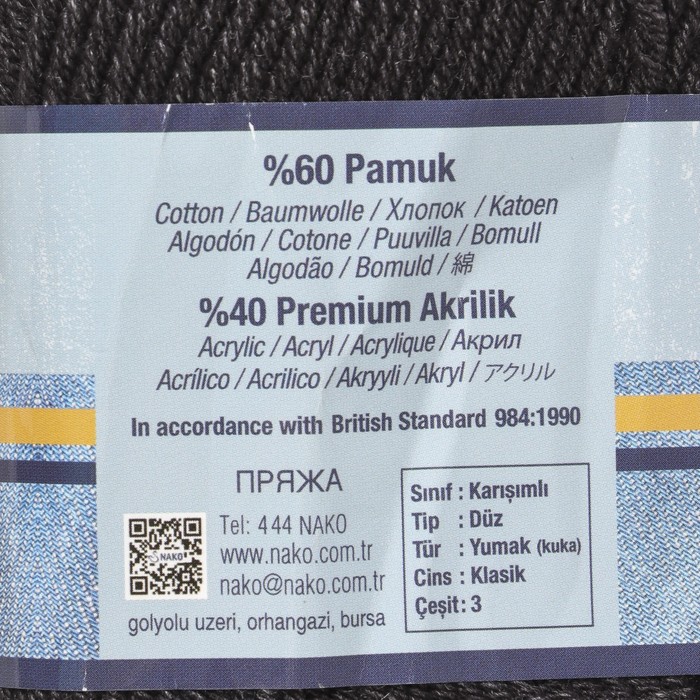 %60 Pamuk
Cotton / Baumwolle / Хлопок / Katoen
Algodón / Cotone / Puuvilla / Bomull
Algodão / Bomuld / 綿
%40 Premium Akrilik
Acrylic / Acryl / Acrylique / Акрил
Acrílico / Acrilico / Akryyli / Akryl / アクリル
In accordance with British Standard 984:1990
ПРЯЖА
Tel: 444 NAKO
www.nako.com.tr
nako@nako.com.tr
NAKO
golyolu uzeri, orhangazi, bursa
Sınıf : Karışımlı
Tip : Düz
Tür : Yumak (kuka)
Cins : Klasik
Çeşit : 3